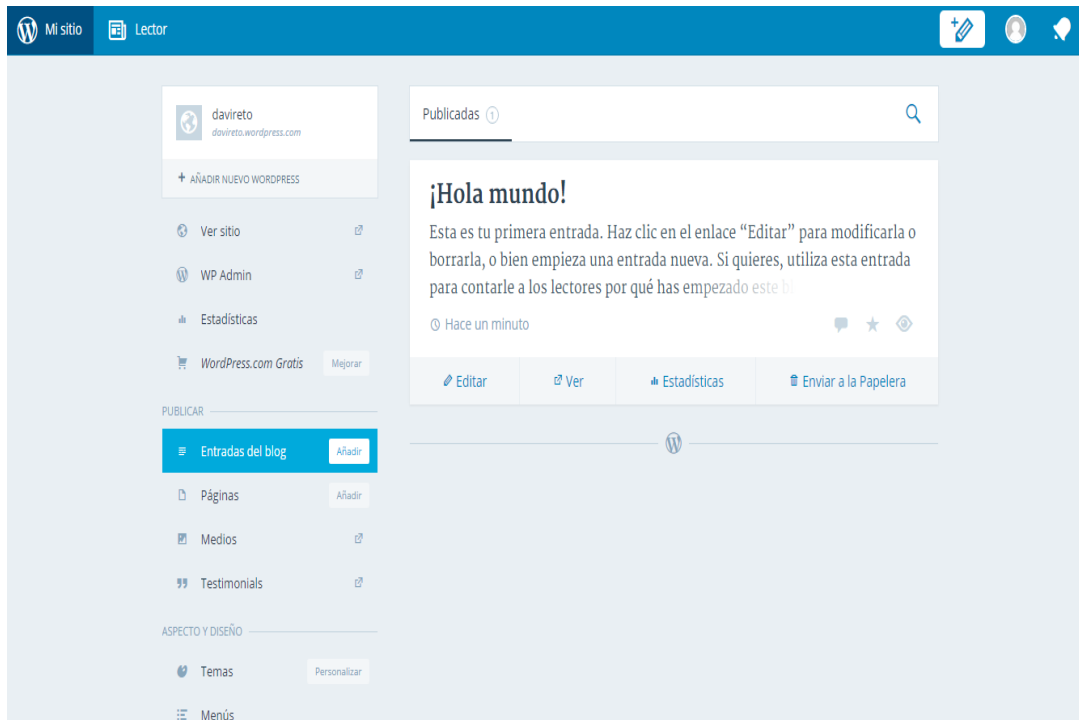 Mi sitio
Lector
davireto
davireto.wordpress.com
+ AÑADIR NUEVO WORDPRESS
Ver sitio
WP Admin
Estadísticas
WordPress.com Gratis Mejorar
PUBLICAR
Entradas del blog Añadir
Páginas Añadir
Medios
Testimonials
ASPECTO Y DISEÑO
Temas Personalizar
Menús
Publicadas 1
¡Hola mundo!
Esta es tu primera entrada. Haz clic en el enlace “Editar” para modificarla o
borrarla, o bien empieza una entrada nueva. Si quieres, utiliza esta entrada
para contarle a los lectores por qué has empezado este
Hace un minuto
Editar Ver Estadísticas Enviar a la Papelera